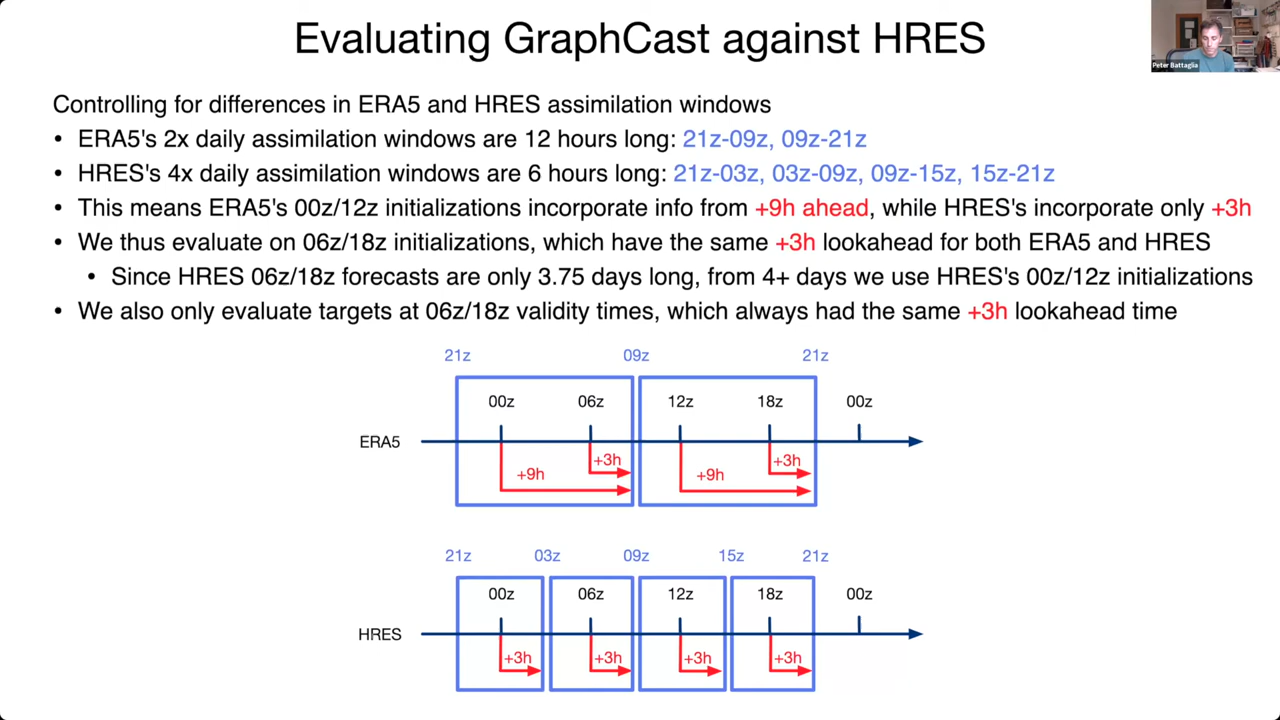 Evaluating GraphCast against HRES
Peter Battaglia
Controlling for differences in ERA5 and HRES assimilation windows
• ERA5's 2x daily assimilation windows are 12 hours long: 21z-09z, 09z-21z
• HRES's 4x daily assimilation windows are 6 hours long: 21z-03z, 03z-09z, 09z-15z, 15z-21z
• This means ERA5's 00z/12z initializations incorporate info from +9h ahead, while HRES's incorporate only +3h
• We thus evaluate on 06z/18z initializations, which have the same +3h lookahead for both ERA5 and HRES
• Since HRES 06z/18z forecasts are only 3.75 days long, from 4+ days we use HRES's 00z/12z initializations
• We also only evaluate targets at 06z/18z validity times, which always had the same +3h lookahead time
21z 09z 21z
00z 06z 12z 18z 00z
ERA5
+3h +3h
+9h +9h
21z 03z 09z 15z 21z
00z 06z 12z 18z 00z
HRES
+3h +3h +3h +3h